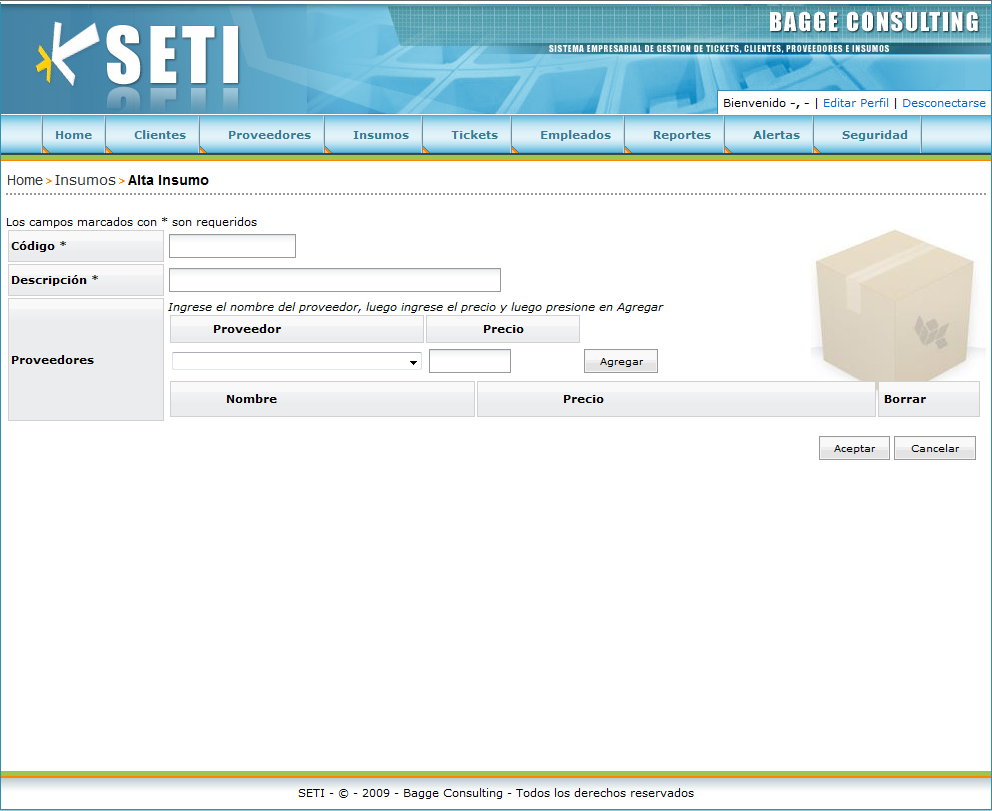 SETI
BAGGE CONSULTING
SISTEMA EMPRESARIAL DE GESTION DE TICKETS, CLIENTES, PROVEEDORES E INSUMOS
Bienvenido -, - | Editar Perfil | Desconectarse
Home Clientes Proveedores Insumos Tickets Empleados Reportes Alertas Seguridad
Home > Insumos > Alta Insumo
Los campos marcados con * son requeridos
Código *
Descripción *
Ingrese el nombre del proveedor, luego ingrese el precio y luego presione en Agregar
Proveedor Precio
Proveedores
Agregar
Nombre Precio Borrar
Aceptar Cancelar
SETI - © - 2009 - Bagge Consulting - Todos los derechos reservados